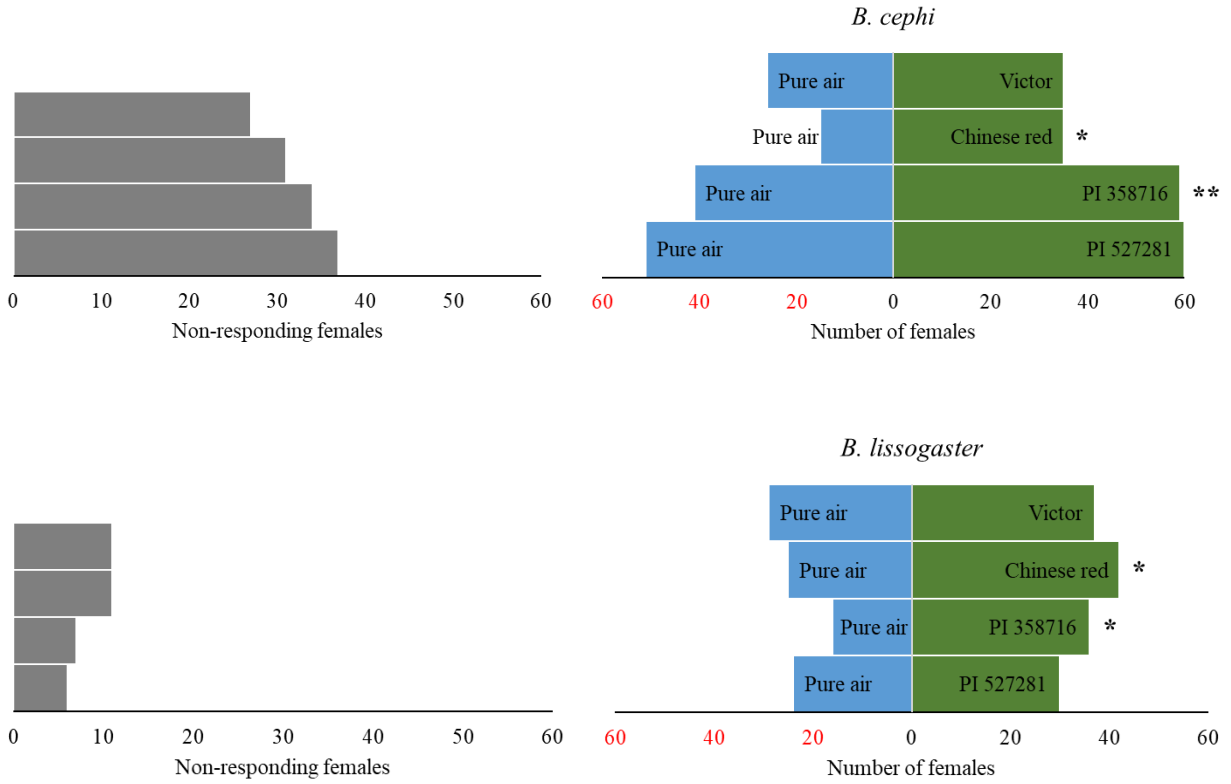 B. cephi
Pure air Victor
Pure air Chinese red *
Pure air PI 358716 **
Pure air PI 527281
0 10 20 30 40 50 60
Non-responding females
60 40 20 0 20 40 60
Number of females
B. lissogaster
Pure air Victor
Pure air Chinese red *
Pure air PI 358716 *
Pure air PI 527281
0 10 20 30 40 50 60
Non-responding females
60 40 20 0 20 40 60
Number of females